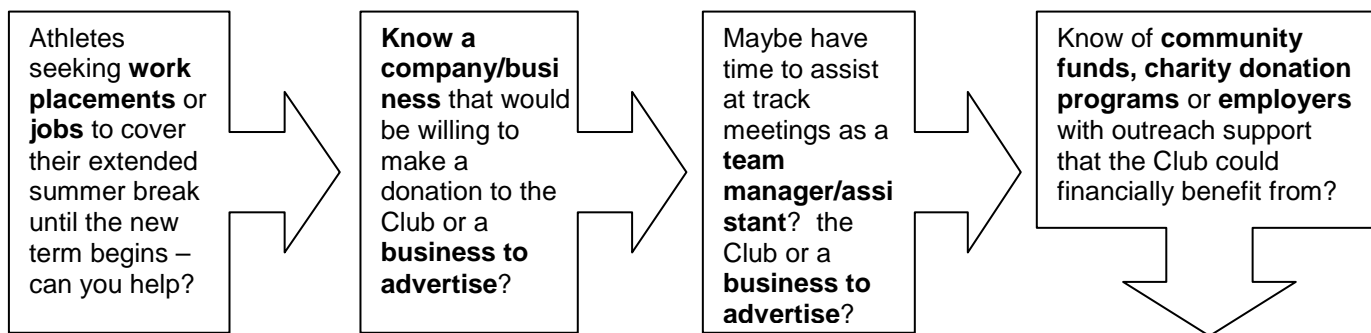 Athletes
seeking work
placements or
jobs to cover
their extended
summer break
until the new
term begins –
can you help?
Know a
company/busi
ness that would
be willing to
make a
donation to the
Club or a
business to
advertise?
Maybe have
time to assist
at track
meetings as a
team
manager/assi
stant?  the
Club or a
business to
advertise?
Know of community
funds, charity donation
programs or employers
with outreach support
that the Club could
financially benefit from?